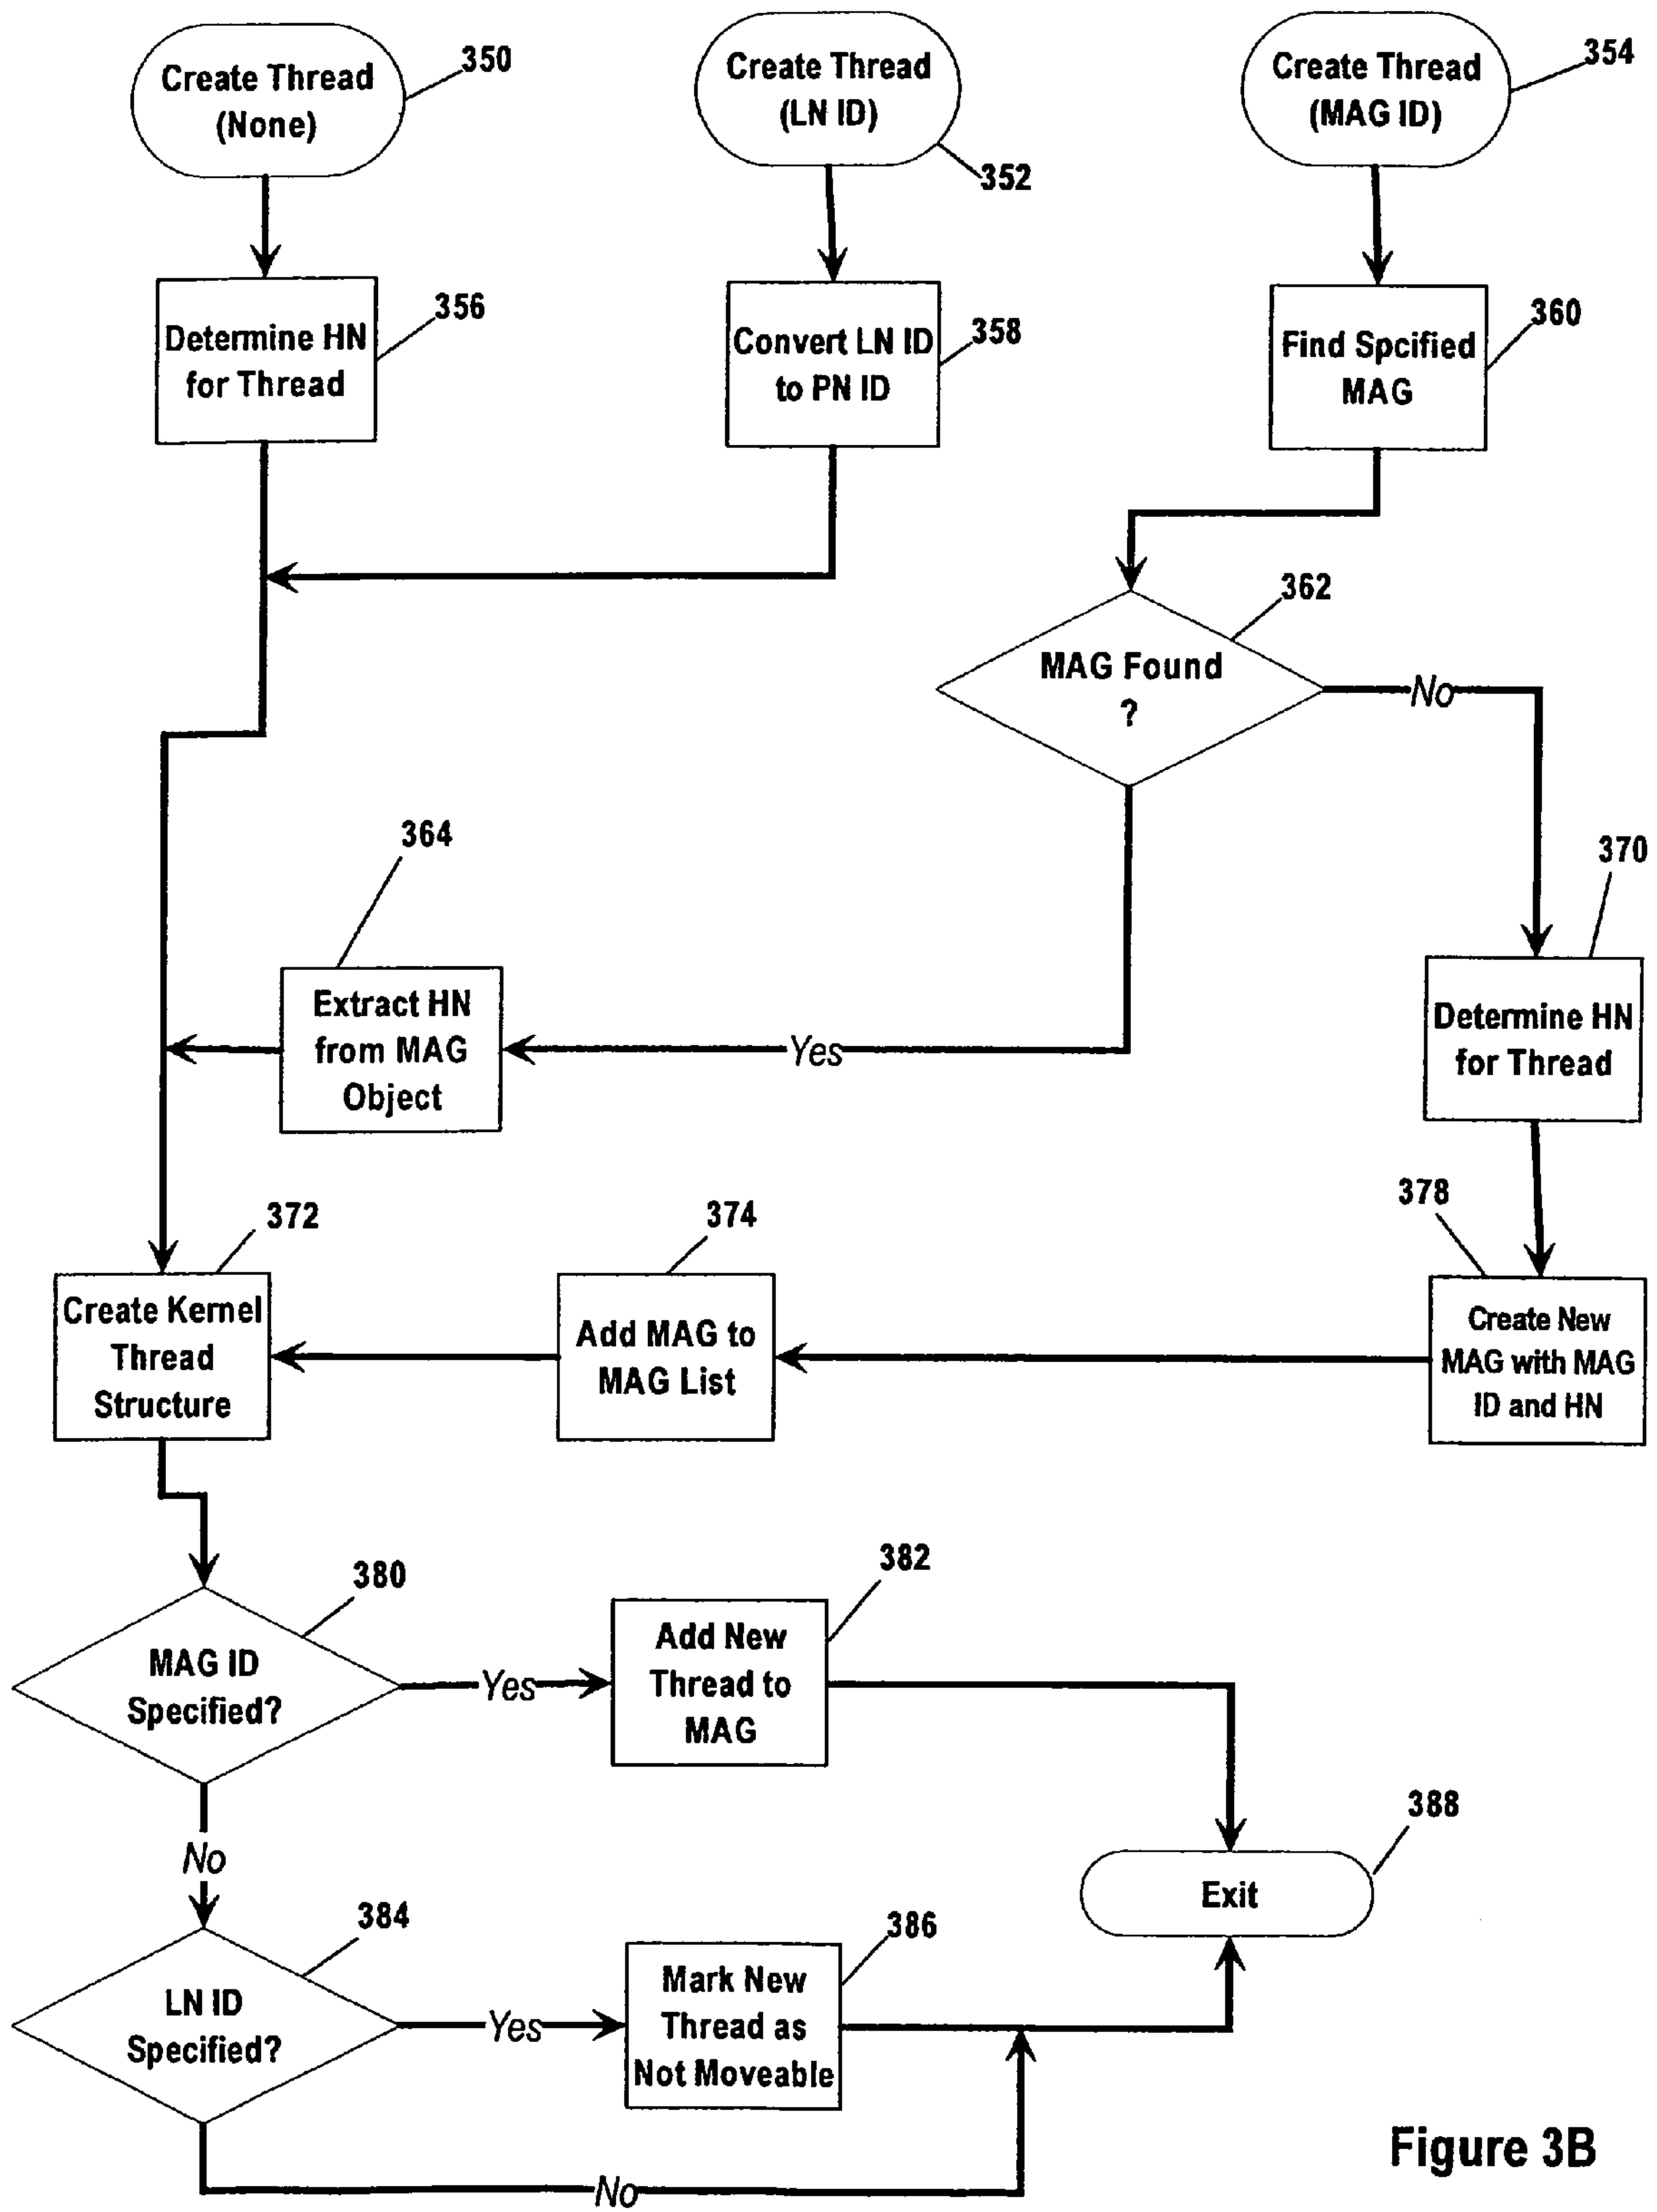 Create Thread
(None)
350
Create Thread
(LN ID)
352
Create Thread
(MAG ID)
354
Determine HN
for Thread
356
Convert LN ID
to PN ID
358
Find Spcified
MAG
360
MAG Found
?
362
No
Yes
364
Extract HN
from MAG
Object
370
Determine HN
for Thread
372
Create Kernel
Thread
Structure
374
Add MAG to
MAG List
378
Create New
MAG with MAG
ID and HN
380
MAG ID
Specified?
Yes
382
Add New
Thread to
MAG
No
388
Exit
384
LN ID
Specified?
Yes
386
Mark New
Thread as
Not Moveable
No
Figure 3B